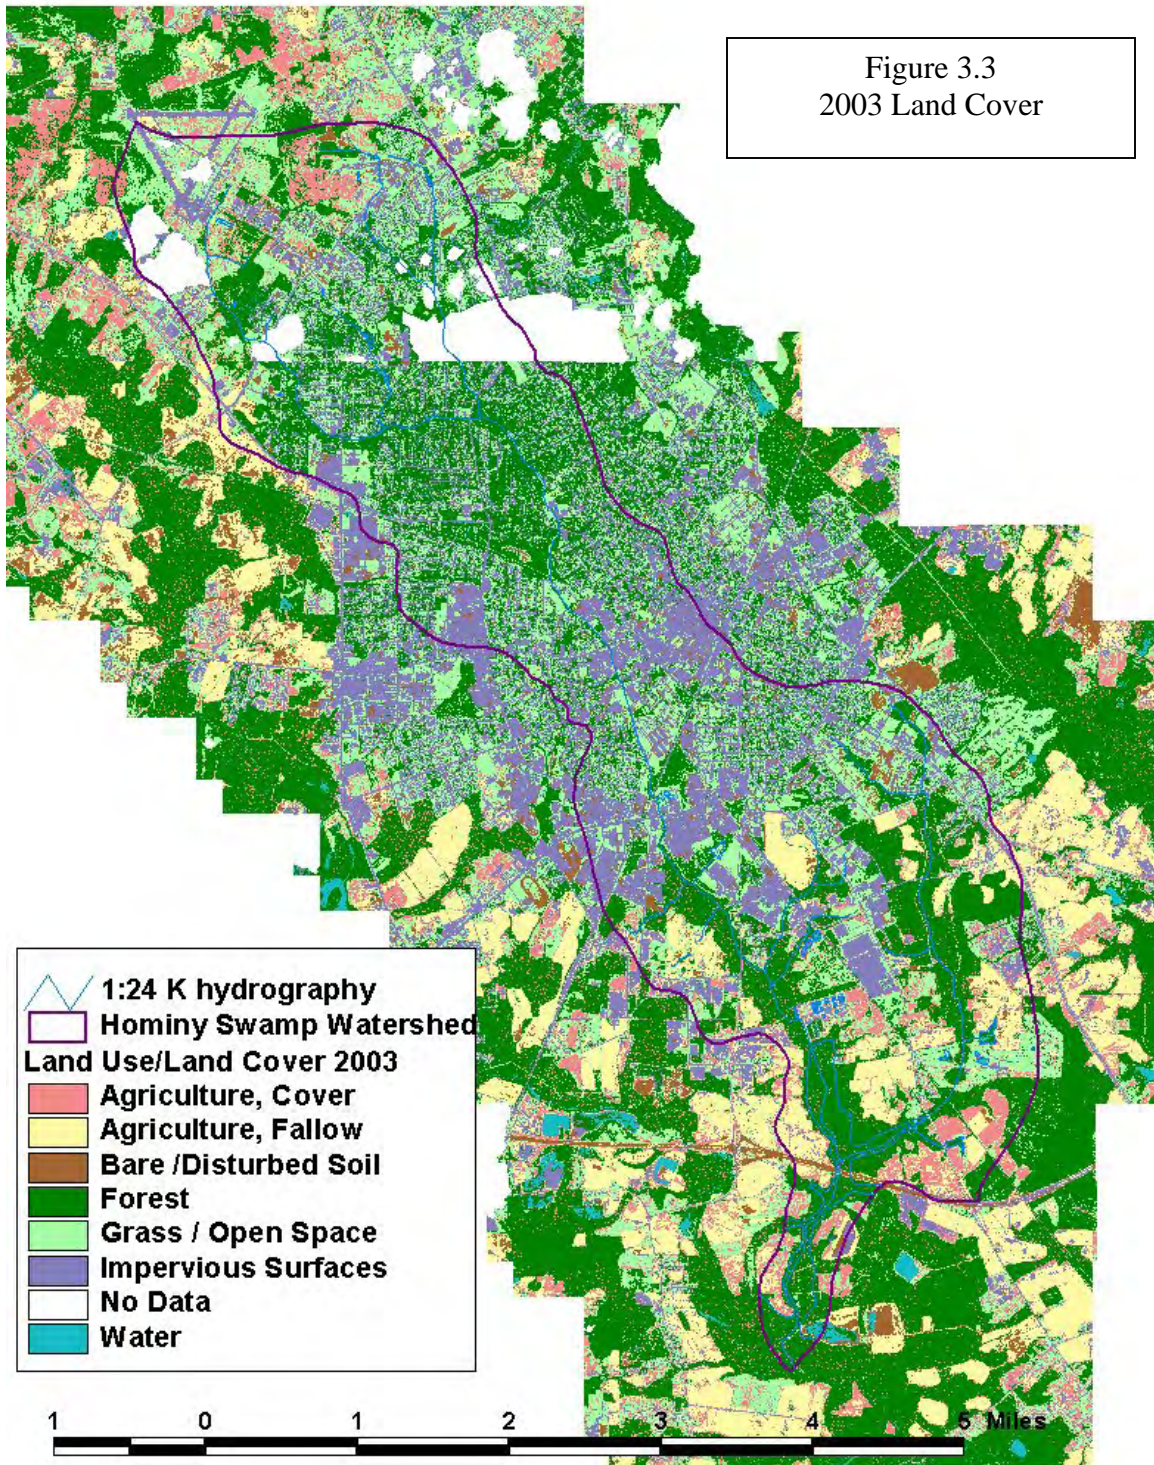 Figure 3.3
2003 Land Cover
1:24 K hydrography
Hominy Swamp Watershed
Land Use/Land Cover 2003
Agriculture, Cover
Agriculture, Fallow
Bare /Disturbed Soil
Forest
Grass / Open Space
Impervious Surfaces
No Data
Water
1 0 1 2 3 4 5 Miles